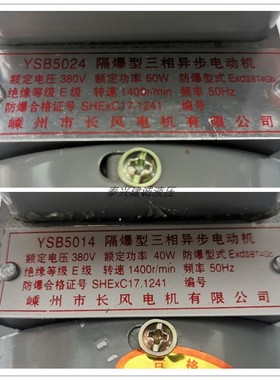 YSB5024 隔爆型三相异步电动机
额定电压 380V 额定功率 60W 防爆型式 ExdⅡBT4Gb
绝缘等级 E 级 转速 1400r/min 频率 50Hz
防爆合格证号 SHExC17.1241 编号
嵊州市长风电机有限公司
泰兴建诚液压
YSB5014 隔爆型三相异步电动机
额定电压 380V 额定功率 40W 防爆型式 ExdⅡBT4Gb
绝缘等级 E 级 转速 1400r/min 频率 50Hz
防爆合格证号 SHExC17.1241 编号
嵊州市长风电机有限公司